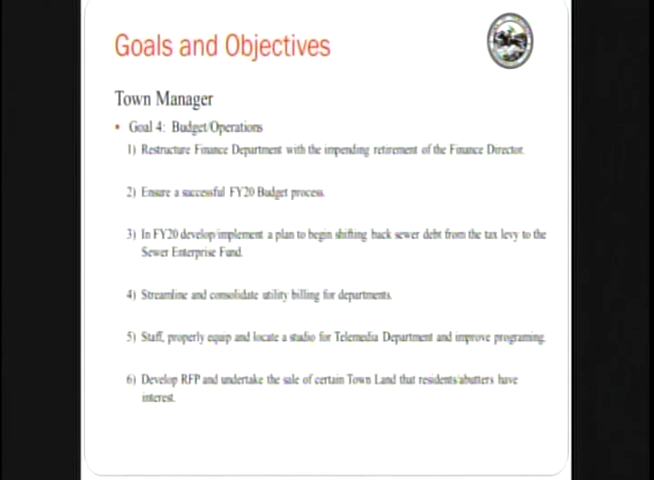 Goals and Objectives
Town Manager
• Goal 4: Budget/Operations
1) Restructure Finance Department with the impending retirement of the Finance Director.
2) Ensure a successful FY20 Budget process.
3) In FY20 develop/implement a plan to begin shifting back sewer debt from the tax levy to the
Sewer Enterprise Fund.
4) Streamline and consolidate utility billing for departments.
5) Staff, properly equip and locate a studio for Telemedia Department and improve programing.
6) Develop RFP and undertake the sale of certain Town Land that residents/abutters have
interest.